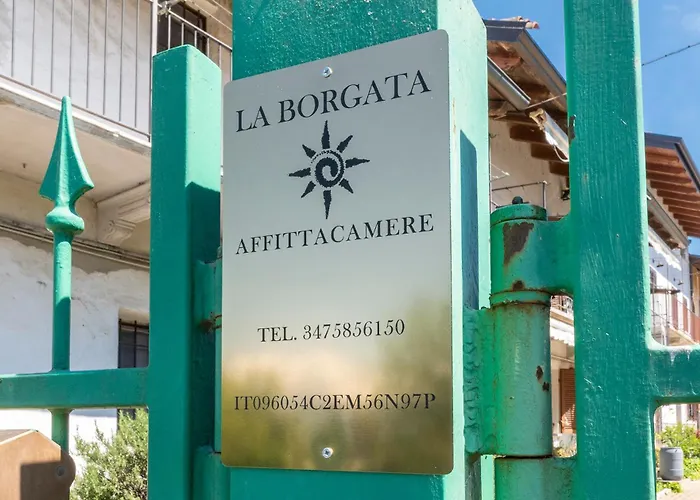 LA BORGATA
AFFITTACAMERE
TEL. 3475856150
IT096054C2EM56N97P